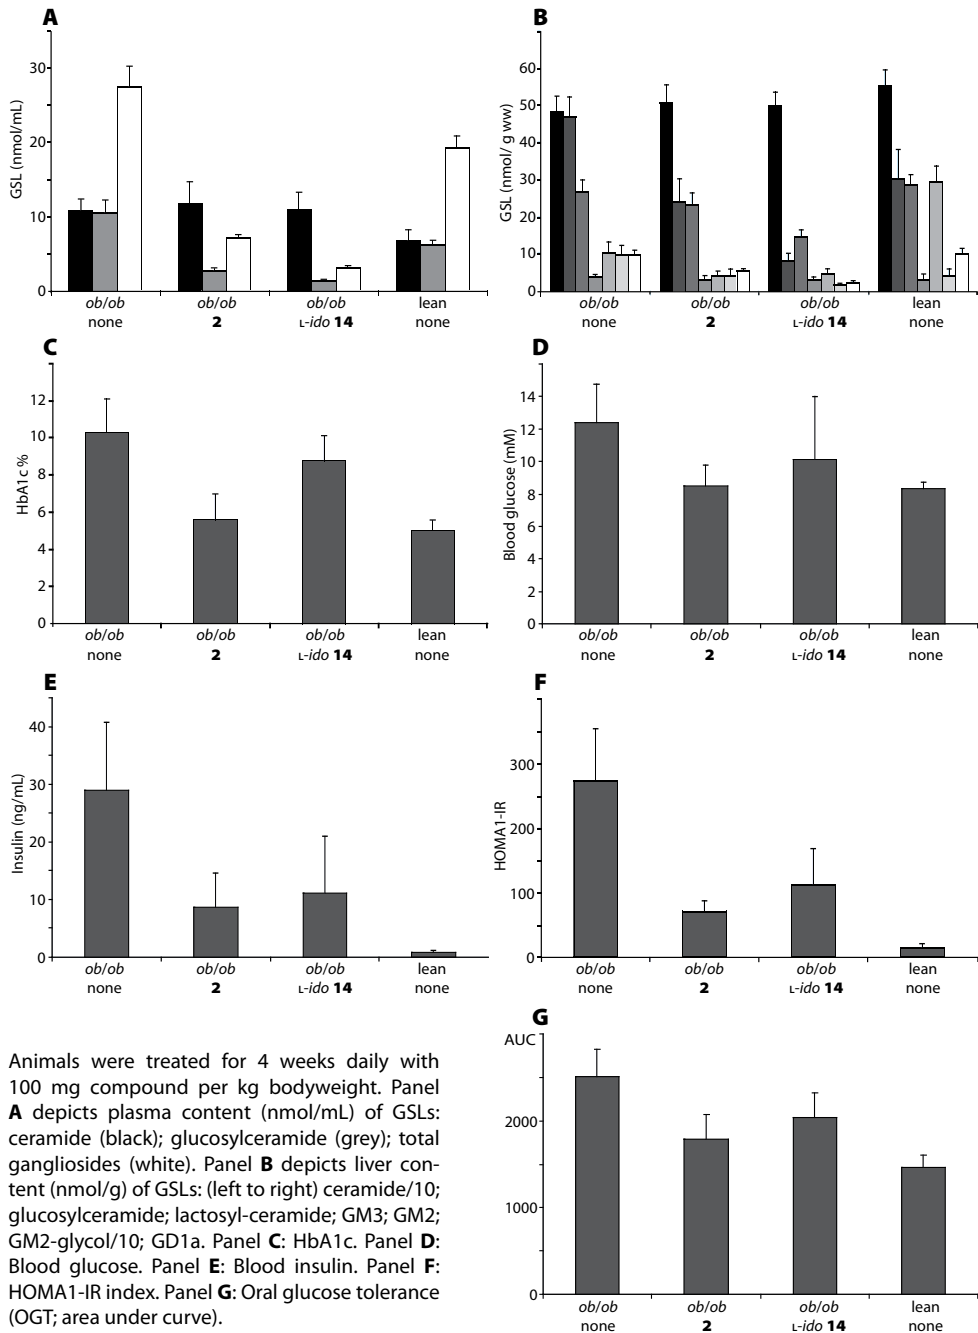 A
GSL (nmol/mL)
30
20
10
0
ob/ob
none
ob/ob
2
ob/ob
L-ido 14
lean
none
B
GSL (nmol/ g ww)
60
50
40
30
20
10
0
ob/ob
none
ob/ob
2
ob/ob
L-ido 14
lean
none
C
HbA1c %
12
10
8
6
4
2
0
ob/ob
none
ob/ob
2
ob/ob
L-ido 14
lean
none
D
Blood glucose (mM)
14
12
10
8
6
4
2
0
ob/ob
none
ob/ob
2
ob/ob
L-ido 14
lean
none
E
Insulin (ng/mL)
40
30
20
10
0
ob/ob
none
ob/ob
2
ob/ob
L-ido 14
lean
none
F
HOMA1-IR
300
200
100
0
ob/ob
none
ob/ob
2
ob/ob
L-ido 14
lean
none
G
AUC
2000
1000
0
ob/ob
none
ob/ob
2
ob/ob
L-ido 14
lean
none
Animals were treated for 4 weeks daily with
100 mg compound per kg bodyweight. Panel
A depicts plasma content (nmol/mL) of GSLs:
ceramide (black); glucosylceramide (grey); total
gangliosides (white). Panel B depicts liver con-
tent (nmol/g) of GSLs: (left to right) ceramide/10;
glucosylceramide; lactosyl-ceramide; GM3; GM2;
GM2-glycol/10; GD1a. Panel C: HbA1c. Panel D:
Blood glucose. Panel E: Blood insulin. Panel F:
HOMA1-IR index. Panel G: Oral glucose tolerance
(OGT; area under curve).